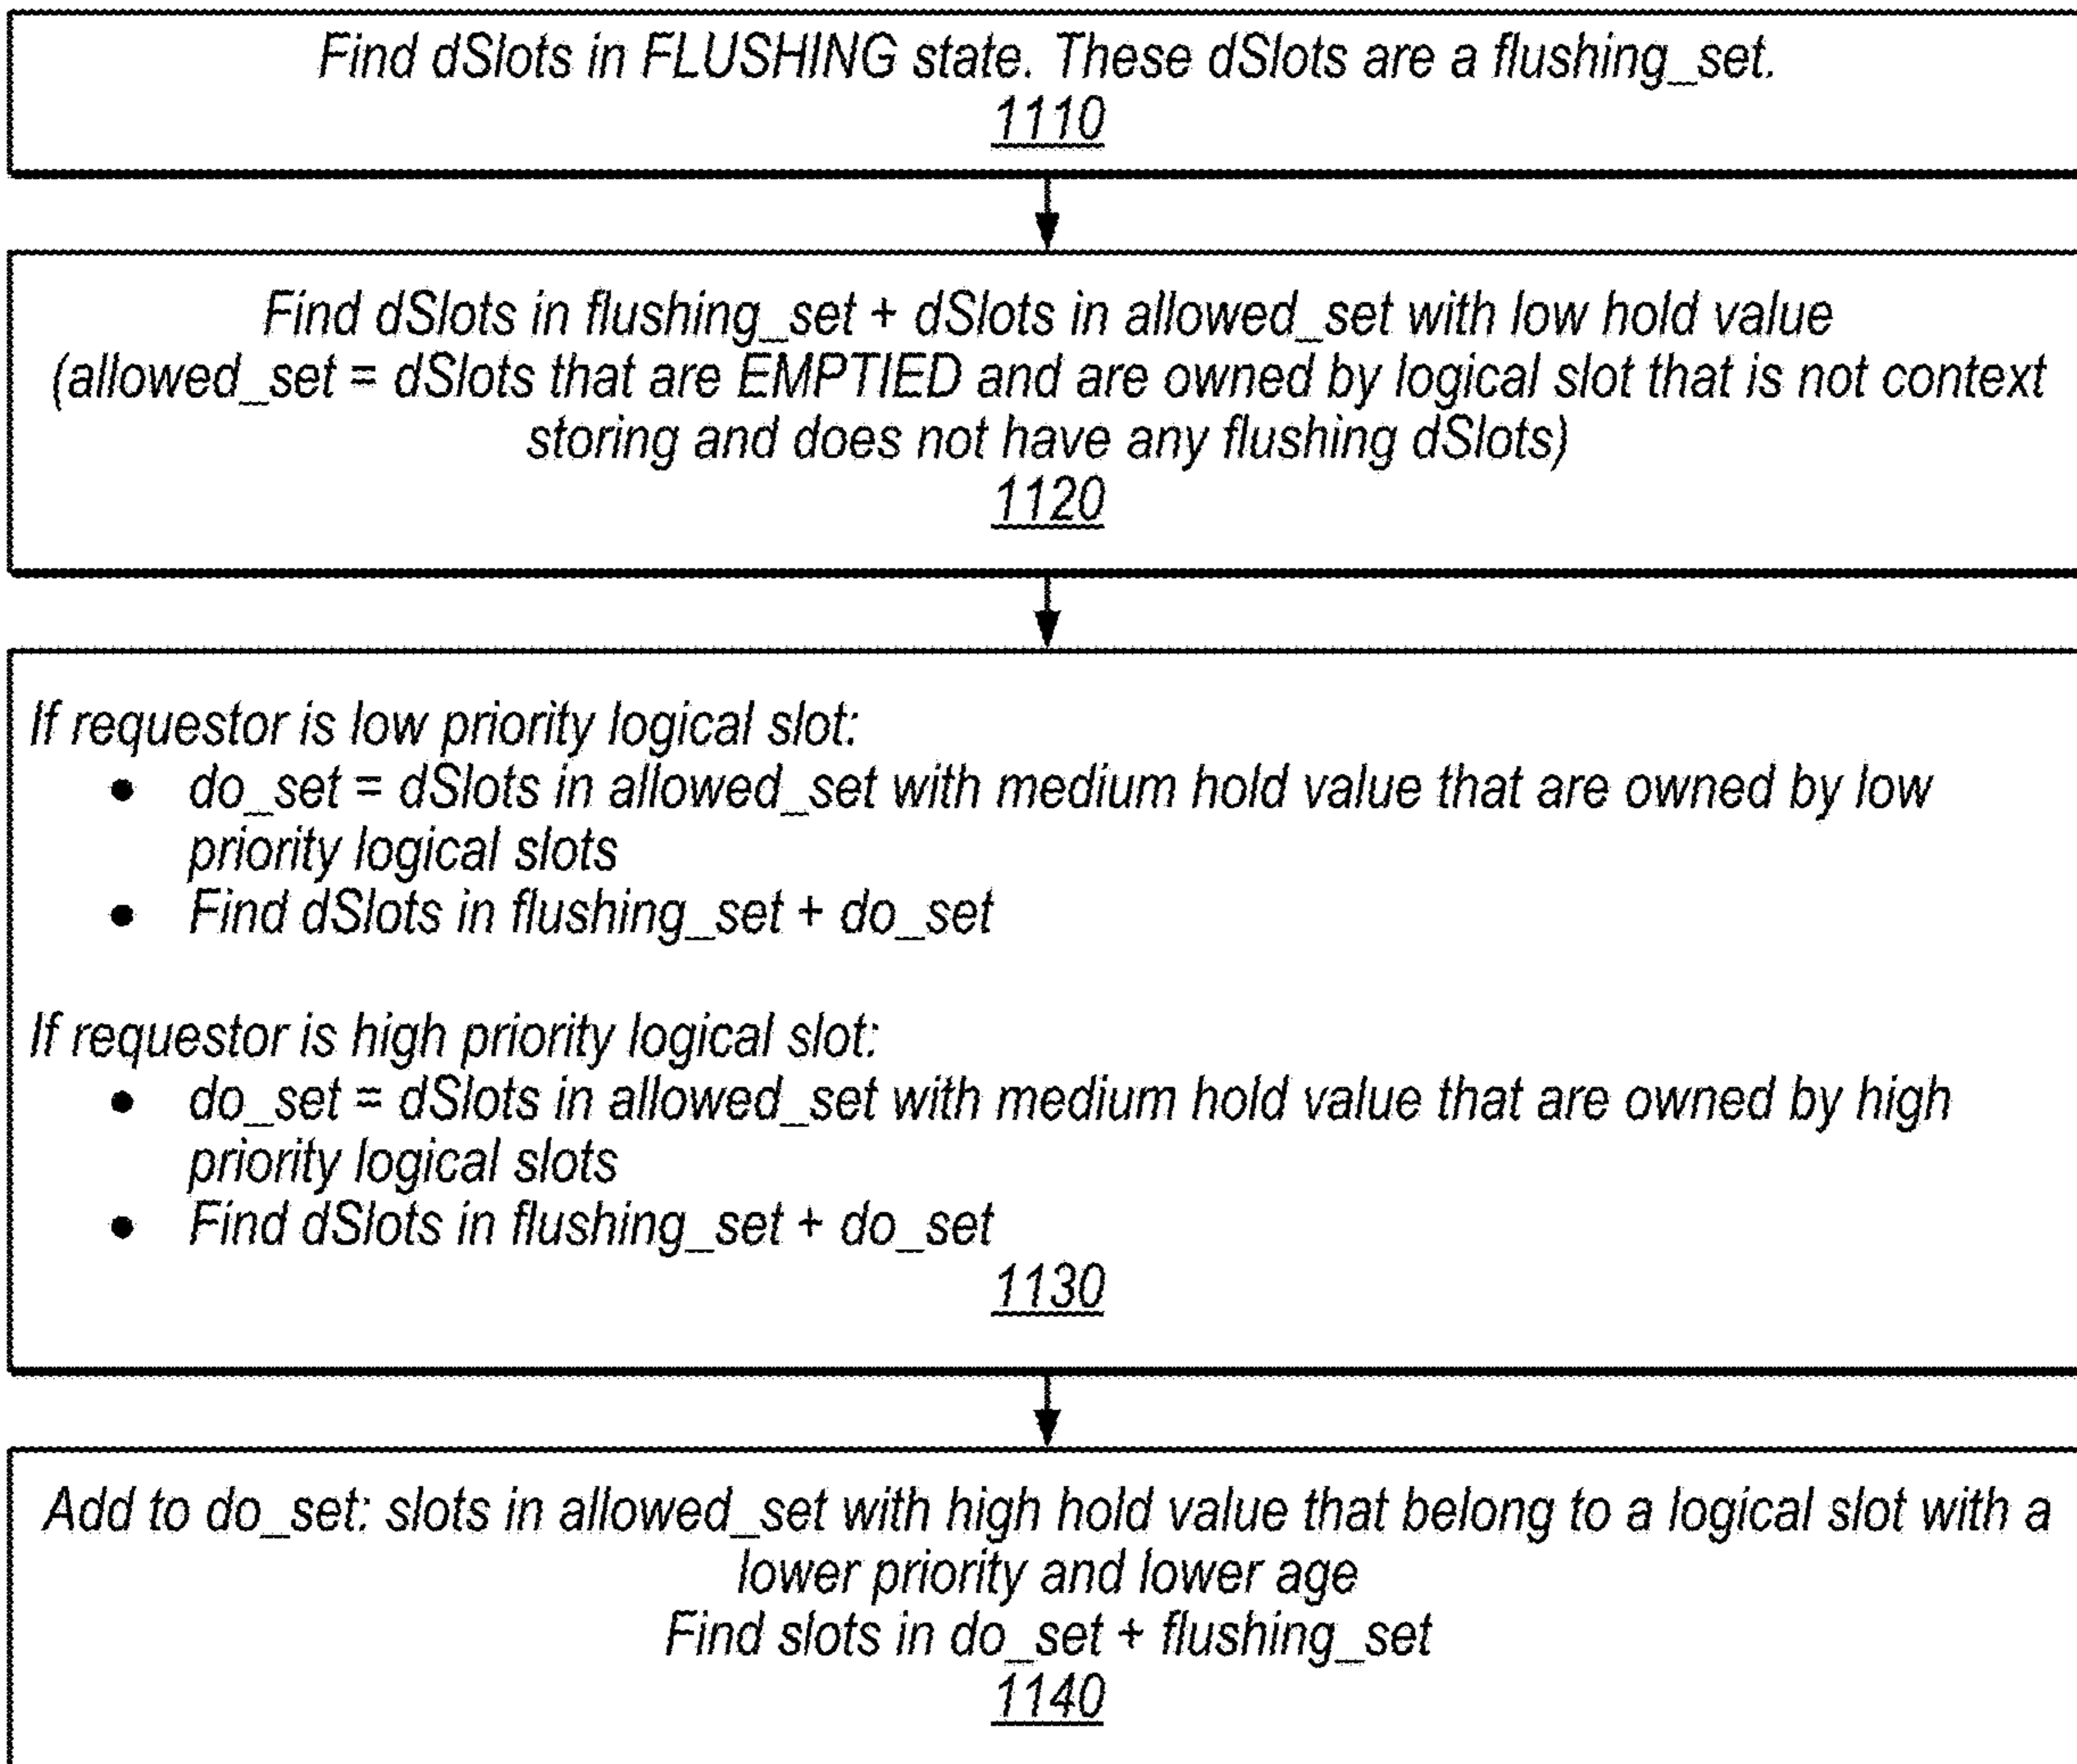 Find dSlots in FLUSHING state. These dSlots are a flushing_set.
1110
Find dSlots in flushing_set + dSlots in allowed_set with low hold value
(allowed_set = dSlots that are EMPTIED and are owned by logical slot that is not context
storing and does not have any flushing dSlots)
1120
If requestor is low priority logical slot:
• do_set = dSlots in allowed_set with medium hold value that are owned by low
priority logical slots
• Find dSlots in flushing_set + do_set
If requestor is high priority logical slot:
• do_set = dSlots in allowed_set with medium hold value that are owned by high
priority logical slots
• Find dSlots in flushing_set + do_set
1130
Add to do_set: slots in allowed_set with high hold value that belong to a logical slot with a
lower priority and lower age
Find slots in do_set + flushing_set
1140